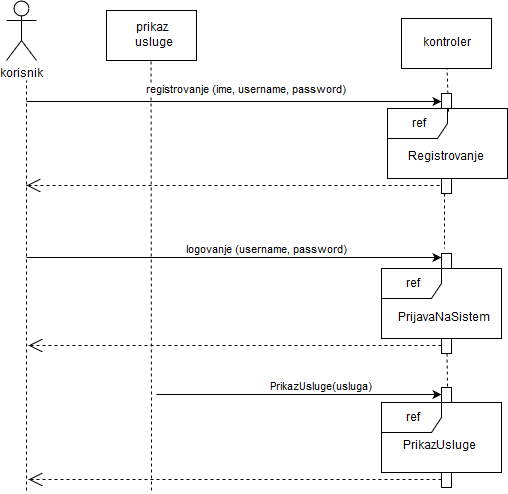 prikaz
usluge
kontroler
korisnik
registrovanje (ime, username, password)
ref
Registrovanje
logovanje (username, password)
ref
PrijavaNaSistem
PrikazUsluge(usluga)
ref
PrikazUsluge